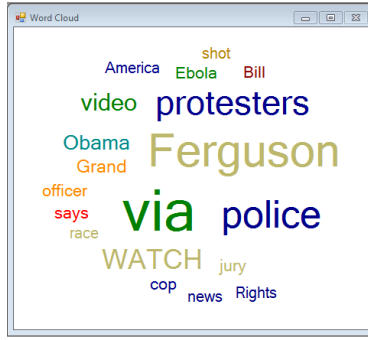 Word Cloud
shot
America Ebola Bill
video protesters
Obama Ferguson
Grand
officer
says via police
race
WATCH jury
cop news Rights